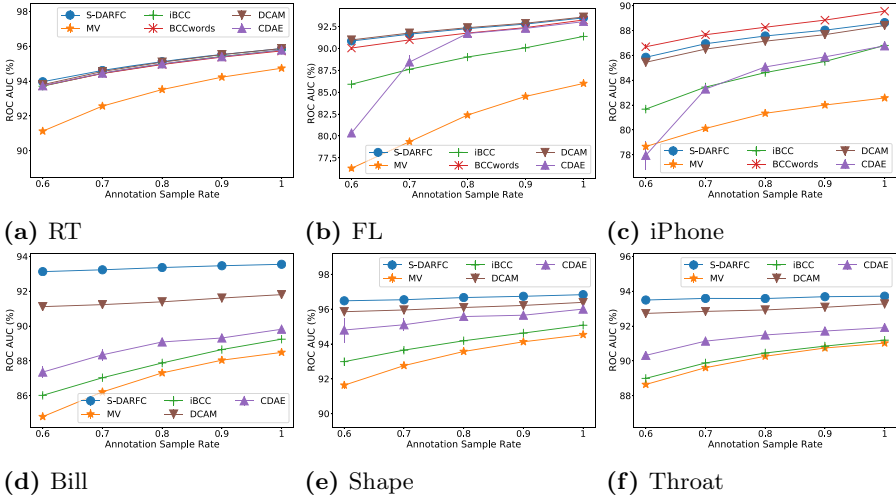 98
96
94
92
90
ROC AUC (%)
S-DARFC
MV
iBCC
BCCwords
DCAM
CDAE
0.6 0.7 0.8 0.9 1
Annotation Sample Rate
(a) RT
92.5
90.0
87.5
85.0
82.5
80.0
77.5
ROC AUC (%)
S-DARFC
MV
iBCC
BCCwords
DCAM
CDAE
0.6 0.7 0.8 0.9 1
Annotation Sample Rate
(b) FL
90
88
86
84
82
80
78
ROC AUC (%)
S-DARFC
MV
iBCC
BCCwords
DCAM
CDAE
0.6 0.7 0.8 0.9 1
Annotation Sample Rate
(c) iPhone
94
92
90
88
86
ROC AUC (%)
S-DARFC
MV
iBCC
DCAM
CDAE
0.6 0.7 0.8 0.9 1
Annotation Sample Rate
(d) Bill
98
96
94
92
90
ROC AUC (%)
S-DARFC
MV
iBCC
DCAM
CDAE
0.6 0.7 0.8 0.9 1
Annotation Sample Rate
(e) Shape
96
94
92
90
88
ROC AUC (%)
S-DARFC
MV
iBCC
DCAM
CDAE
0.6 0.7 0.8 0.9 1
Annotation Sample Rate
(f) Throat